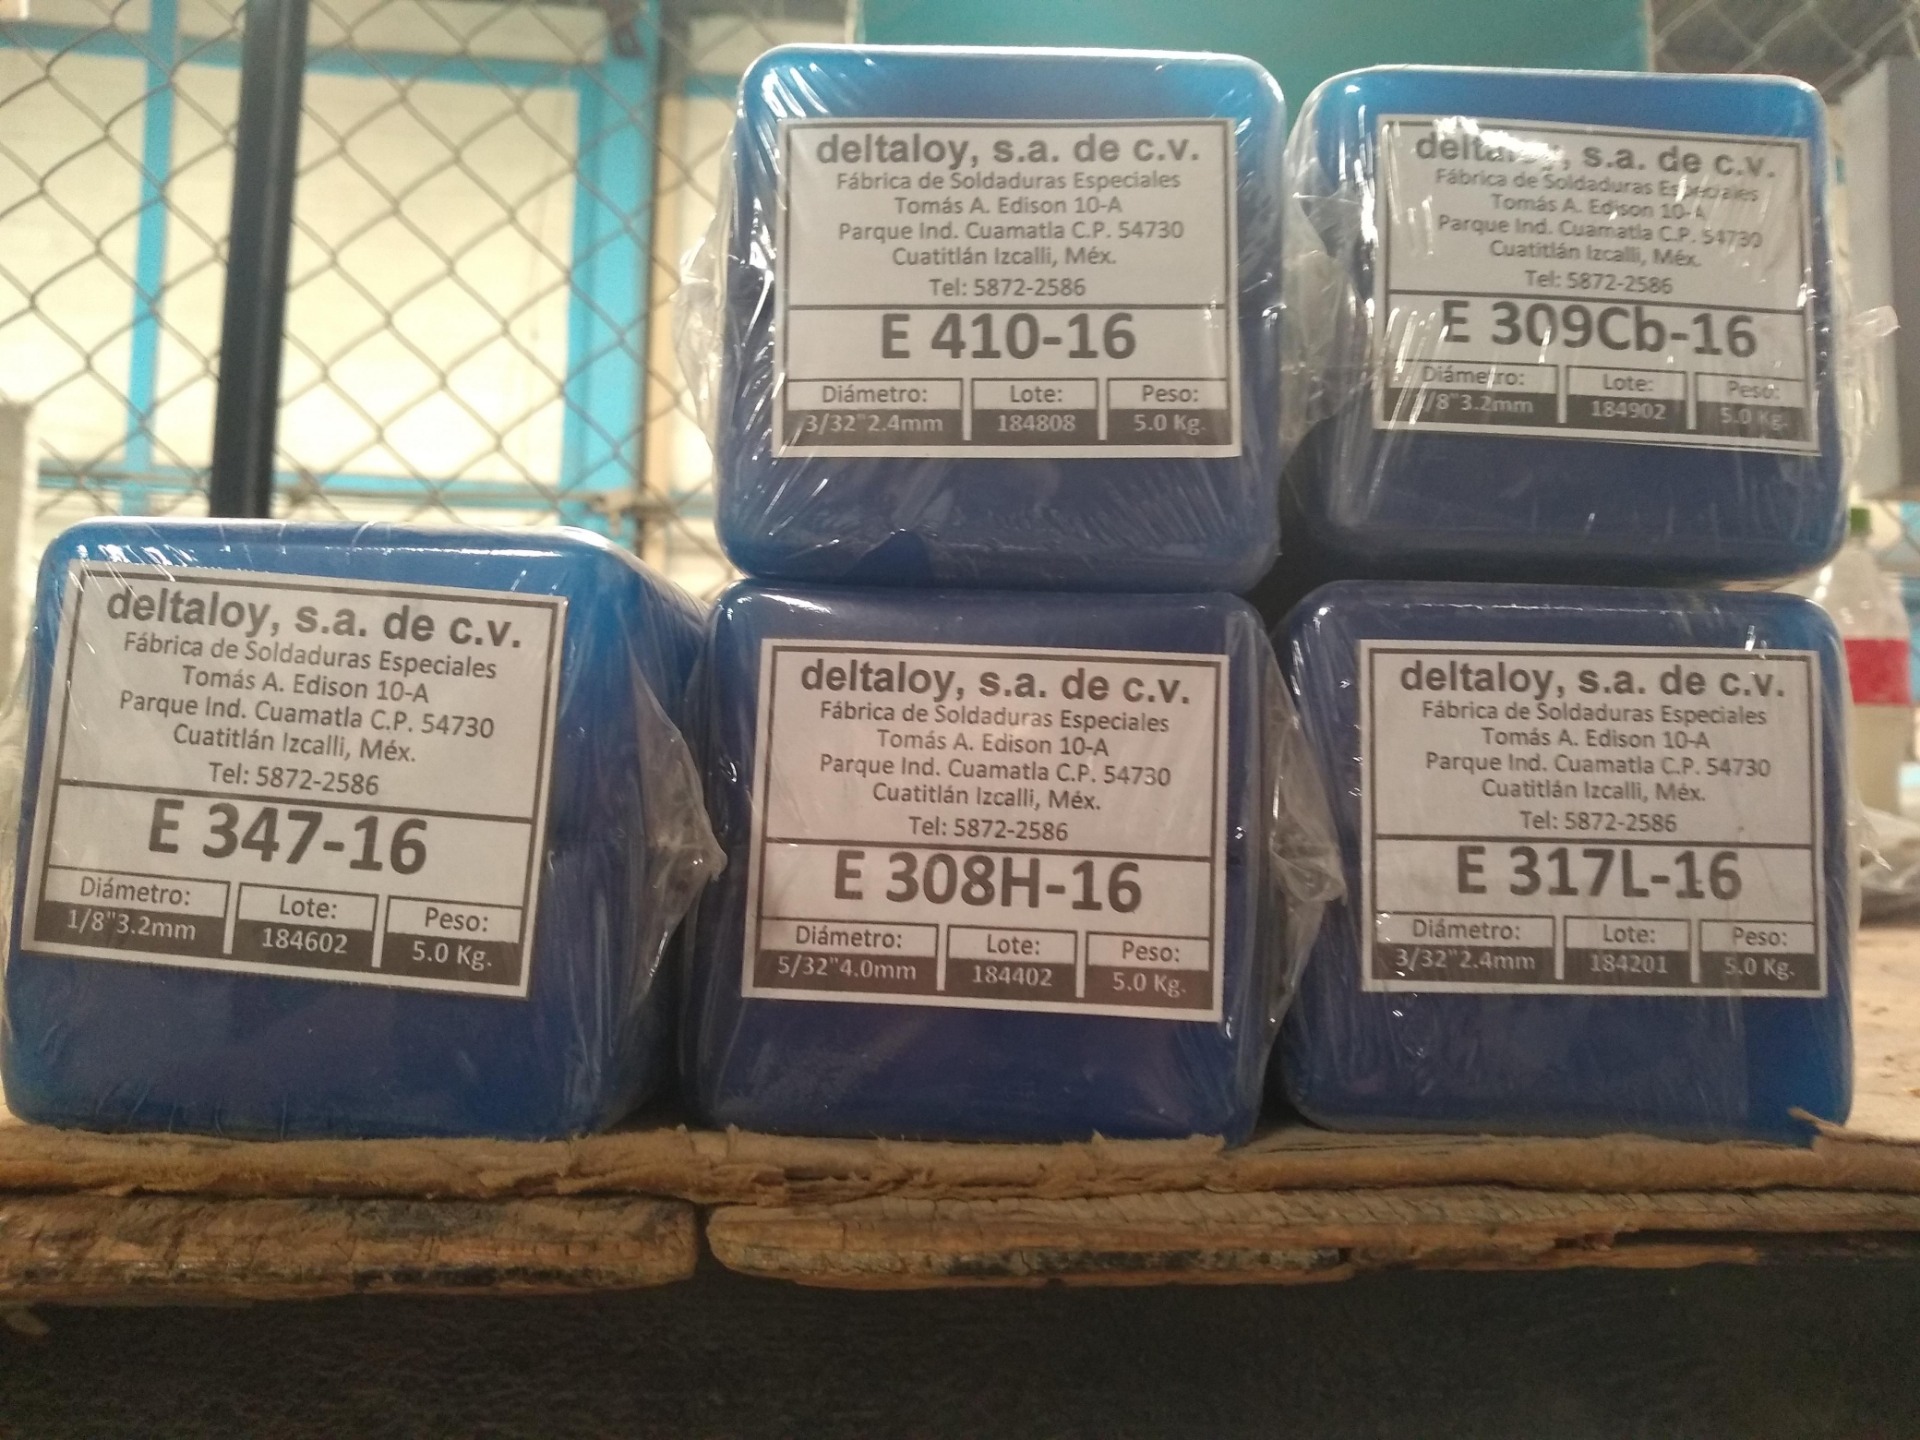 deltaloy, s.a. de c.v.
Fábrica de Soldaduras Especiales
Tomás A. Edison 10-A
Parque Ind. Cuamatla C.P. 54730
Cuatitlán Izcalli, Méx.
Tel: 5872-2586
E 410-16
Diámetro: Lote: Peso:
3/32"2.4mm 184808 5.0 Kg.
deltaloy, s.a. de c.v.
Fábrica de Soldaduras Especiales
Tomás A. Edison 10-A
Parque Ind. Cuamatla C.P. 54730
Cuatitlán Izcalli, Méx.
Tel: 5872-2586
E 309Cb-16
Diámetro: Lote: Peso:
1/8"3.2mm 184902 5.0 Kg.
deltaloy, s.a. de c.v.
Fábrica de Soldaduras Especiales
Tomás A. Edison 10-A
Parque Ind. Cuamatla C.P. 54730
Cuatitlán Izcalli, Méx.
Tel: 5872-2586
E 347-16
Diámetro: Lote: Peso:
1/8"3.2mm 184602 5.0 Kg.
deltaloy, s.a. de c.v.
Fábrica de Soldaduras Especiales
Tomás A. Edison 10-A
Parque Ind. Cuamatla C.P. 54730
Cuatitlán Izcalli, Méx.
Tel: 5872-2586
E 308H-16
Diámetro: Lote: Peso:
5/32"4.0mm 184402 5.0 Kg.
deltaloy, s.a. de c.v.
Fábrica de Soldaduras Especiales
Tomás A. Edison 10-A
Parque Ind. Cuamatla C.P. 54730
Cuatitlán Izcalli, Méx.
Tel: 5872-2586
E 317L-16
Diámetro: Lote: Peso:
3/32"2.4mm 184201 5.0 Kg.